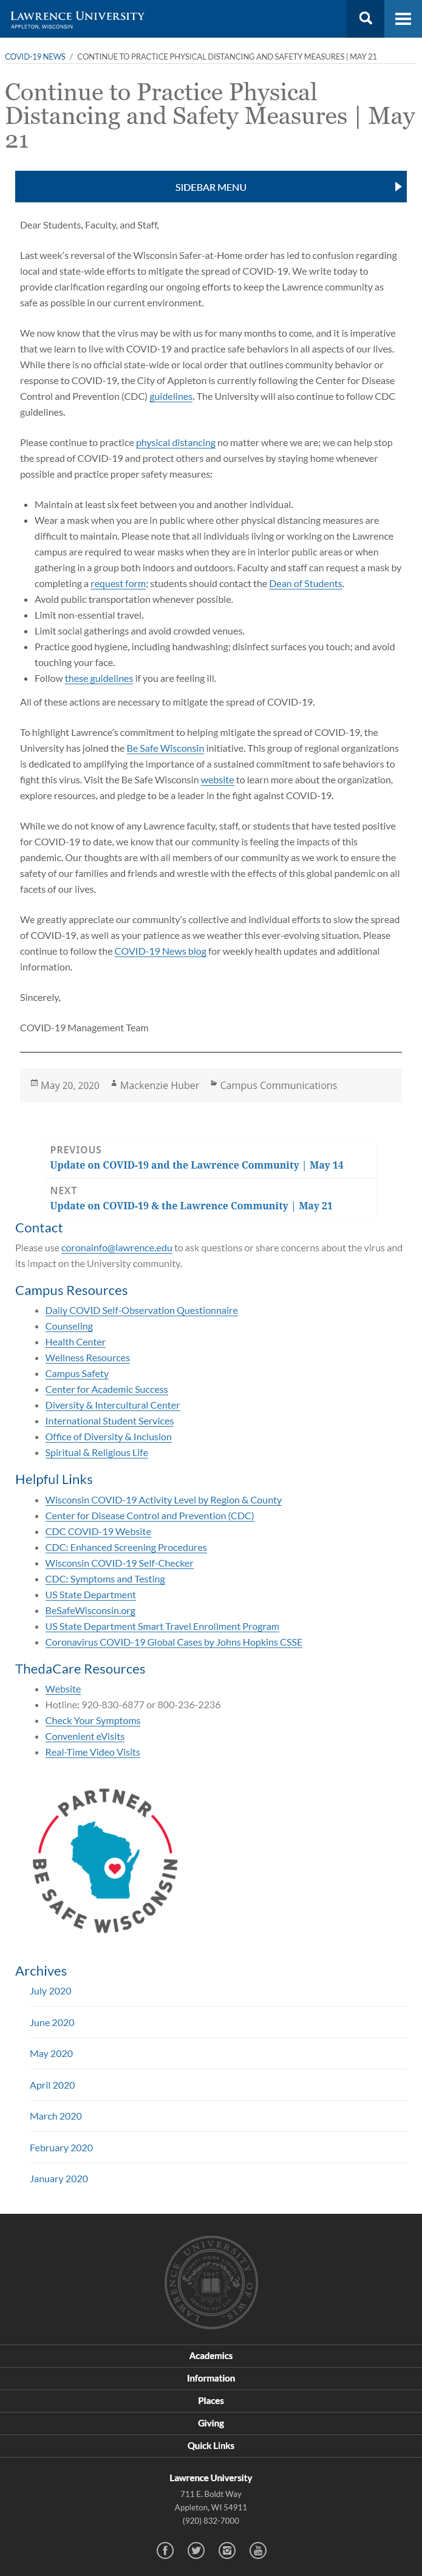 LAWRENCE UNIVERSITY
APPLETON, WISCONSIN
COVID-19 NEWS / CONTINUE TO PRACTICE PHYSICAL DISTANCING AND SAFETY MEASURES | MAY 21
Continue to Practice Physical
Distancing and Safety Measures | May
21
SIDEBAR MENU
Dear Students, Faculty, and Staff,
Last week's reversal of the Wisconsin Safer-at-Home order has led to confusion regarding
local and state-wide efforts to mitigate the spread of COVID-19. We write today to
provide clarification regarding our ongoing efforts to keep the Lawrence community as
safe as possible in our current environment.
We now know that the virus may be with us for many months to come, and it is imperative
that we learn to live with COVID-19 and practice safe behaviors in all aspects of our lives.
While there is no official state-wide or local order that outlines community behavior or
response to COVID-19, the City of Appleton is currently following the Center for Disease
Control and Prevention (CDC) guidelines. The University will also continue to follow CDC
guidelines.
Please continue to practice physical distancing no matter where we are; we can help stop
the spread of COVID-19 and protect others and ourselves by staying home whenever
possible and practice proper safety measures:
• Maintain at least six feet between you and another individual.
• Wear a mask when you are in public where other physical distancing measures are
difficult to maintain. Please note that all individuals living or working on the Lawrence
campus are required to wear masks when they are in interior public areas or when
gathering in a group both indoors and outdoors. Faculty and staff can request a mask by
completing a request form; students should contact the Dean of Students.
• Avoid public transportation whenever possible.
• Limit non-essential travel.
• Limit social gatherings and avoid crowded venues.
• Practice good hygiene, including handwashing; disinfect surfaces you touch; and avoid
touching your face.
• Follow these guidelines if you are feeling ill.
All of these actions are necessary to mitigate the spread of COVID-19.
To highlight Lawrence's commitment to helping mitigate the spread of COVID-19, the
University has joined the Be Safe Wisconsin initiative. This group of regional organizations
is dedicated to amplifying the importance of a sustained commitment to safe behaviors to
fight this virus. Visit the Be Safe Wisconsin website to learn more about the organization,
explore resources, and pledge to be a leader in the fight against COVID-19.
While we do not know of any Lawrence faculty, staff, or students that have tested positive
for COVID-19 at the moment, we know that our community is feeling the impacts of this
pandemic. Our thoughts are with all members of our community as we work to ensure the
safety of our families and friends and wrestle with the effects of this global pandemic on all
facets of our lives.
We greatly appreciate our community's collective and individual efforts to slow the spread
of COVID-19, as well as your patience as we weather this ever-evolving situation. Please
continue to follow the COVID-19 News blog for weekly health updates and additional
information.
Sincerely,
COVID-19 Management Team
May 20, 2020 Mackenzie Huber Campus Communications
PREVIOUS
Update on COVID-19 and the Lawrence Community | May 14
NEXT
Update on COVID-19 & the Lawrence Community | May 21
Contact
Please use coronainfo@lawrence.edu to ask questions or share concerns about the virus and
its impact on the University community.
Campus Resources
• Daily COVID Self-Observation Questionnaire
• Counseling
• Health Center
• Wellness Resources
• Campus Safety
• Center for Academic Success
• Diversity & Intercultural Center
• International Student Services
• Office of Diversity & Inclusion
• Spiritual & Religious Life
Helpful Links
• Wisconsin COVID-19 Activity Level by Region & County
• Center for Disease Control and Prevention (CDC)
• CDC COVID-19 Website
• CDC: Enhanced Screening Procedures
• Wisconsin COVID-19 Self-Checker
• CDC: Symptoms and Testing
• US State Department
• BeSafeWisconsin.org
• US State Department Smart Travel Enrollment Program
• Coronavirus COVID-19 Global Cases by Johns Hopkins CSSE
ThedaCare Resources
• Website
• Hotline: 920-830-6877 or 800-236-2236
• Check Your Symptoms
• Convenient eVisits
• Real-Time Video Visits
PARTNER
BE SAFE WISCONSIN
Archives
July 2020
June 2020
May 2020
April 2020
March 2020
February 2020
January 2020
Academics
Information
Places
Giving
Quick Links
Lawrence University
711 E. Boldt Way
Appleton, WI 54911
(920) 832-7000